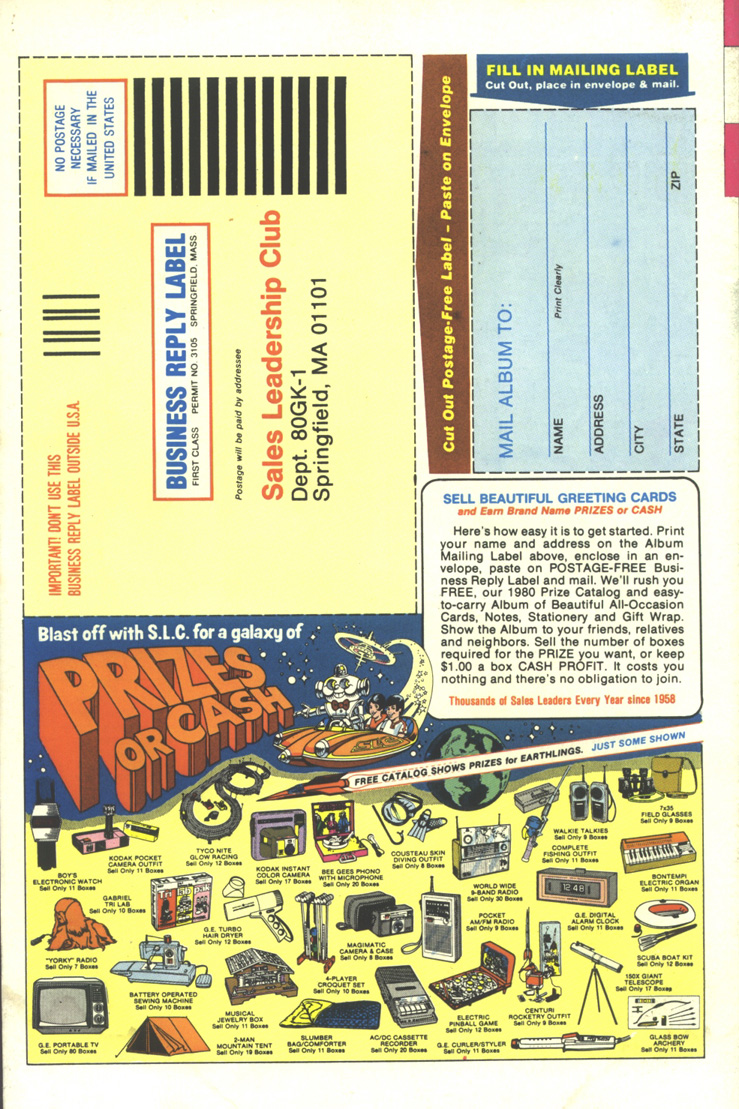 NO POSTAGE
NECESSARY
IF MAILED IN THE
UNITED STATES
IMPORTANT! DON'T USE THIS
BUSINESS REPLY LABEL OUTSIDE U.S.A.
BUSINESS REPLY LABEL
FIRST CLASS PERMIT NO. 3105 SPRINGFIELD, MASS
Postage will be paid by addressee
Sales Leadership Club
Dept. 80GK-1
Springfield, MA 01101
Cut Out Postage-Free Label - Paste on Envelope
FILL IN MAILING LABEL
Cut Out, place in envelope & mail.
MAIL ALBUM TO:
NAME
Print Clearly
ADDRESS
CITY
STATE
ZIP
SELL BEAUTIFUL GREETING CARDS
and Earn Brand Name PRIZES or CASH
Here's how easy it is to get started. Print
your name and address on the Album
Mailing Label above, enclose in an en-
velope, paste on POSTAGE-FREE Busi-
ness Reply Label and mail. We'll rush you
FREE, our 1980 Prize Catalog and easy-
to-carry Album of Beautiful All-Occasion
Cards, Notes, Stationery and Gift Wrap.
Show the Album to your friends, relatives
and neighbors. Sell the number of boxes
required for the PRIZE you want, or keep
$1.00 a box CASH PROFIT. It costs you
nothing and there's no obligation to join.
Thousands of Sales Leaders Every Year since 1958
Blast off with S.L.C. for a galaxy of
PRIZES
OR CASH
SLC
FREE CATALOG SHOWS PRIZES for EARTHLINGS. JUST SOME SHOWN
BOY'S
ELECTRONIC WATCH
Sell Only 11 Boxes
KODAK POCKET
CAMERA OUTFIT
Sell Only 11 Boxes
TYCO NITE
GLOW RACING
Sell Only 12 Boxes
KODAK INSTANT
COLOR CAMERA
Sell Only 17 Boxes
BEE GEES PHONO
WITH MICROPHONE
Sell Only 20 Boxes
COUSTEAU SKIN
DIVING OUTFIT
Sell Only 8 Boxes
WORLD WIDE
9-BAND RADIO
Sell Only 30 Boxes
COMPLETE
FISHING OUTFIT
Sell Only 11 Boxes
WALKIE TALKIES
Sell Only 9 Boxes
7x35
FIELD GLASSES
Sell Only 9 Boxes
BONTEMPI
ELECTRIC ORGAN
Sell Only 11 Boxes
GABRIEL
TRI LAB
Sell Only 10 Boxes
Tri lab pak
"YORKY" RADIO
Sell Only 7 Boxes
G.E. TURBO
HAIR DRYER
Sell Only 12 Boxes
MAGIMATIC
CAMERA & CASE
Sell Only 8 Boxes
POCKET
AM/FM RADIO
Sell Only 9 Boxes
12:48
G.E. DIGITAL
ALARM CLOCK
Sell Only 11 Boxes
SCUBA BOAT KIT
Sell Only 12 Boxes
BATTERY OPERATED
SEWING MACHINE
Sell Only 10 Boxes
4-PLAYER
CROQUET SET
Sell Only 10 Boxes
150X GIANT
TELESCOPE
Sell Only 17 Boxes
MUSICAL
JEWELRY BOX
Sell Only 11 Boxes
ELECTRIC
PINBALL GAME
Sell Only 12 Boxes
CENTURI
ROCKETRY OUTFIT
Sell Only 9 Boxes
G.E. PORTABLE TV
Sell Only 80 Boxes
2-MAN
MOUNTAIN TENT
Sell Only 19 Boxes
SLUMBER
BAG/COMFORTER
Sell Only 11 Boxes
AC/DC CASSETTE
RECORDER
Sell Only 20 Boxes
G.E. CURLER/STYLER
Sell Only 11 Boxes
GLASS BOW
ARCHERY
Sell Only 11 Boxes